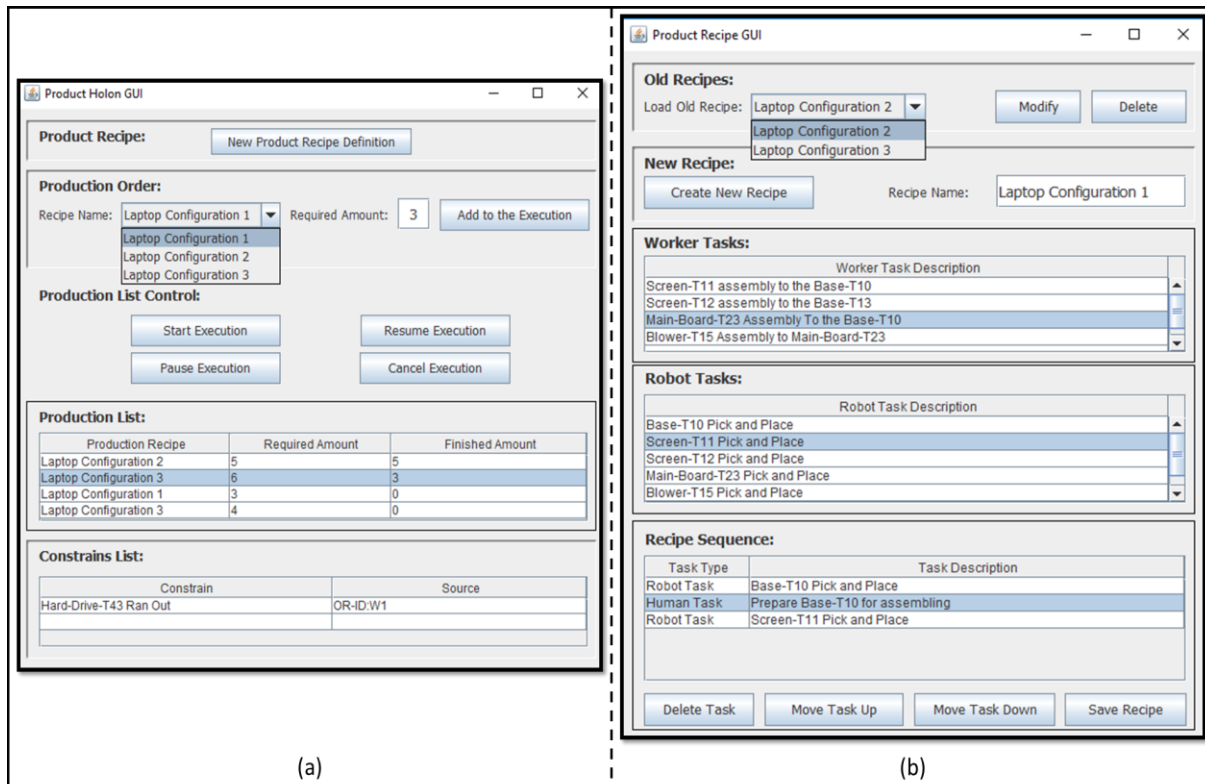 Product Holon GUI
Product Recipe:
New Product Recipe Definition
Production Order:
Recipe Name: Laptop Configuration 1 Required Amount: 3 Add to the Execution
Laptop Configuration 1
Laptop Configuration 2
Laptop Configuration 3
Production List Control:
Start Execution Resume Execution
Pause Execution Cancel Execution
Production List:
Production Recipe Required Amount Finished Amount
Laptop Configuration 2 5 5
Laptop Configuration 3 6 3
Laptop Configuration 1 3 0
Laptop Configuration 3 4 0
Constrains List:
Constrain Source
Hard-Drive-T43 Ran Out OR-ID:W1
(a)
Product Recipe GUI
Old Recipes:
Load Old Recipe: Laptop Configuration 2 Modify Delete
Laptop Configuration 2
Laptop Configuration 3
New Recipe:
Create New Recipe Recipe Name: Laptop Configuration 1
Worker Tasks:
Worker Task Description
Screen-T11 assembly to the Base-T10
Screen-T12 assembly to the Base-T13
Main-Board-T23 Assembly To the Base-T10
Blower-T15 Assembly to Main-Board-T23
Robot Tasks:
Robot Task Description
Base-T10 Pick and Place
Screen-T11 Pick and Place
Screen-T12 Pick and Place
Main-Board-T23 Pick and Place
Blower-T15 Pick and Place
Recipe Sequence:
Task Type Task Description
Robot Task Base-T10 Pick and Place
Human Task Prepare Base-T10 for assembling
Robot Task Screen-T11 Pick and Place
Delete Task Move Task Up Move Task Down Save Recipe
(b)